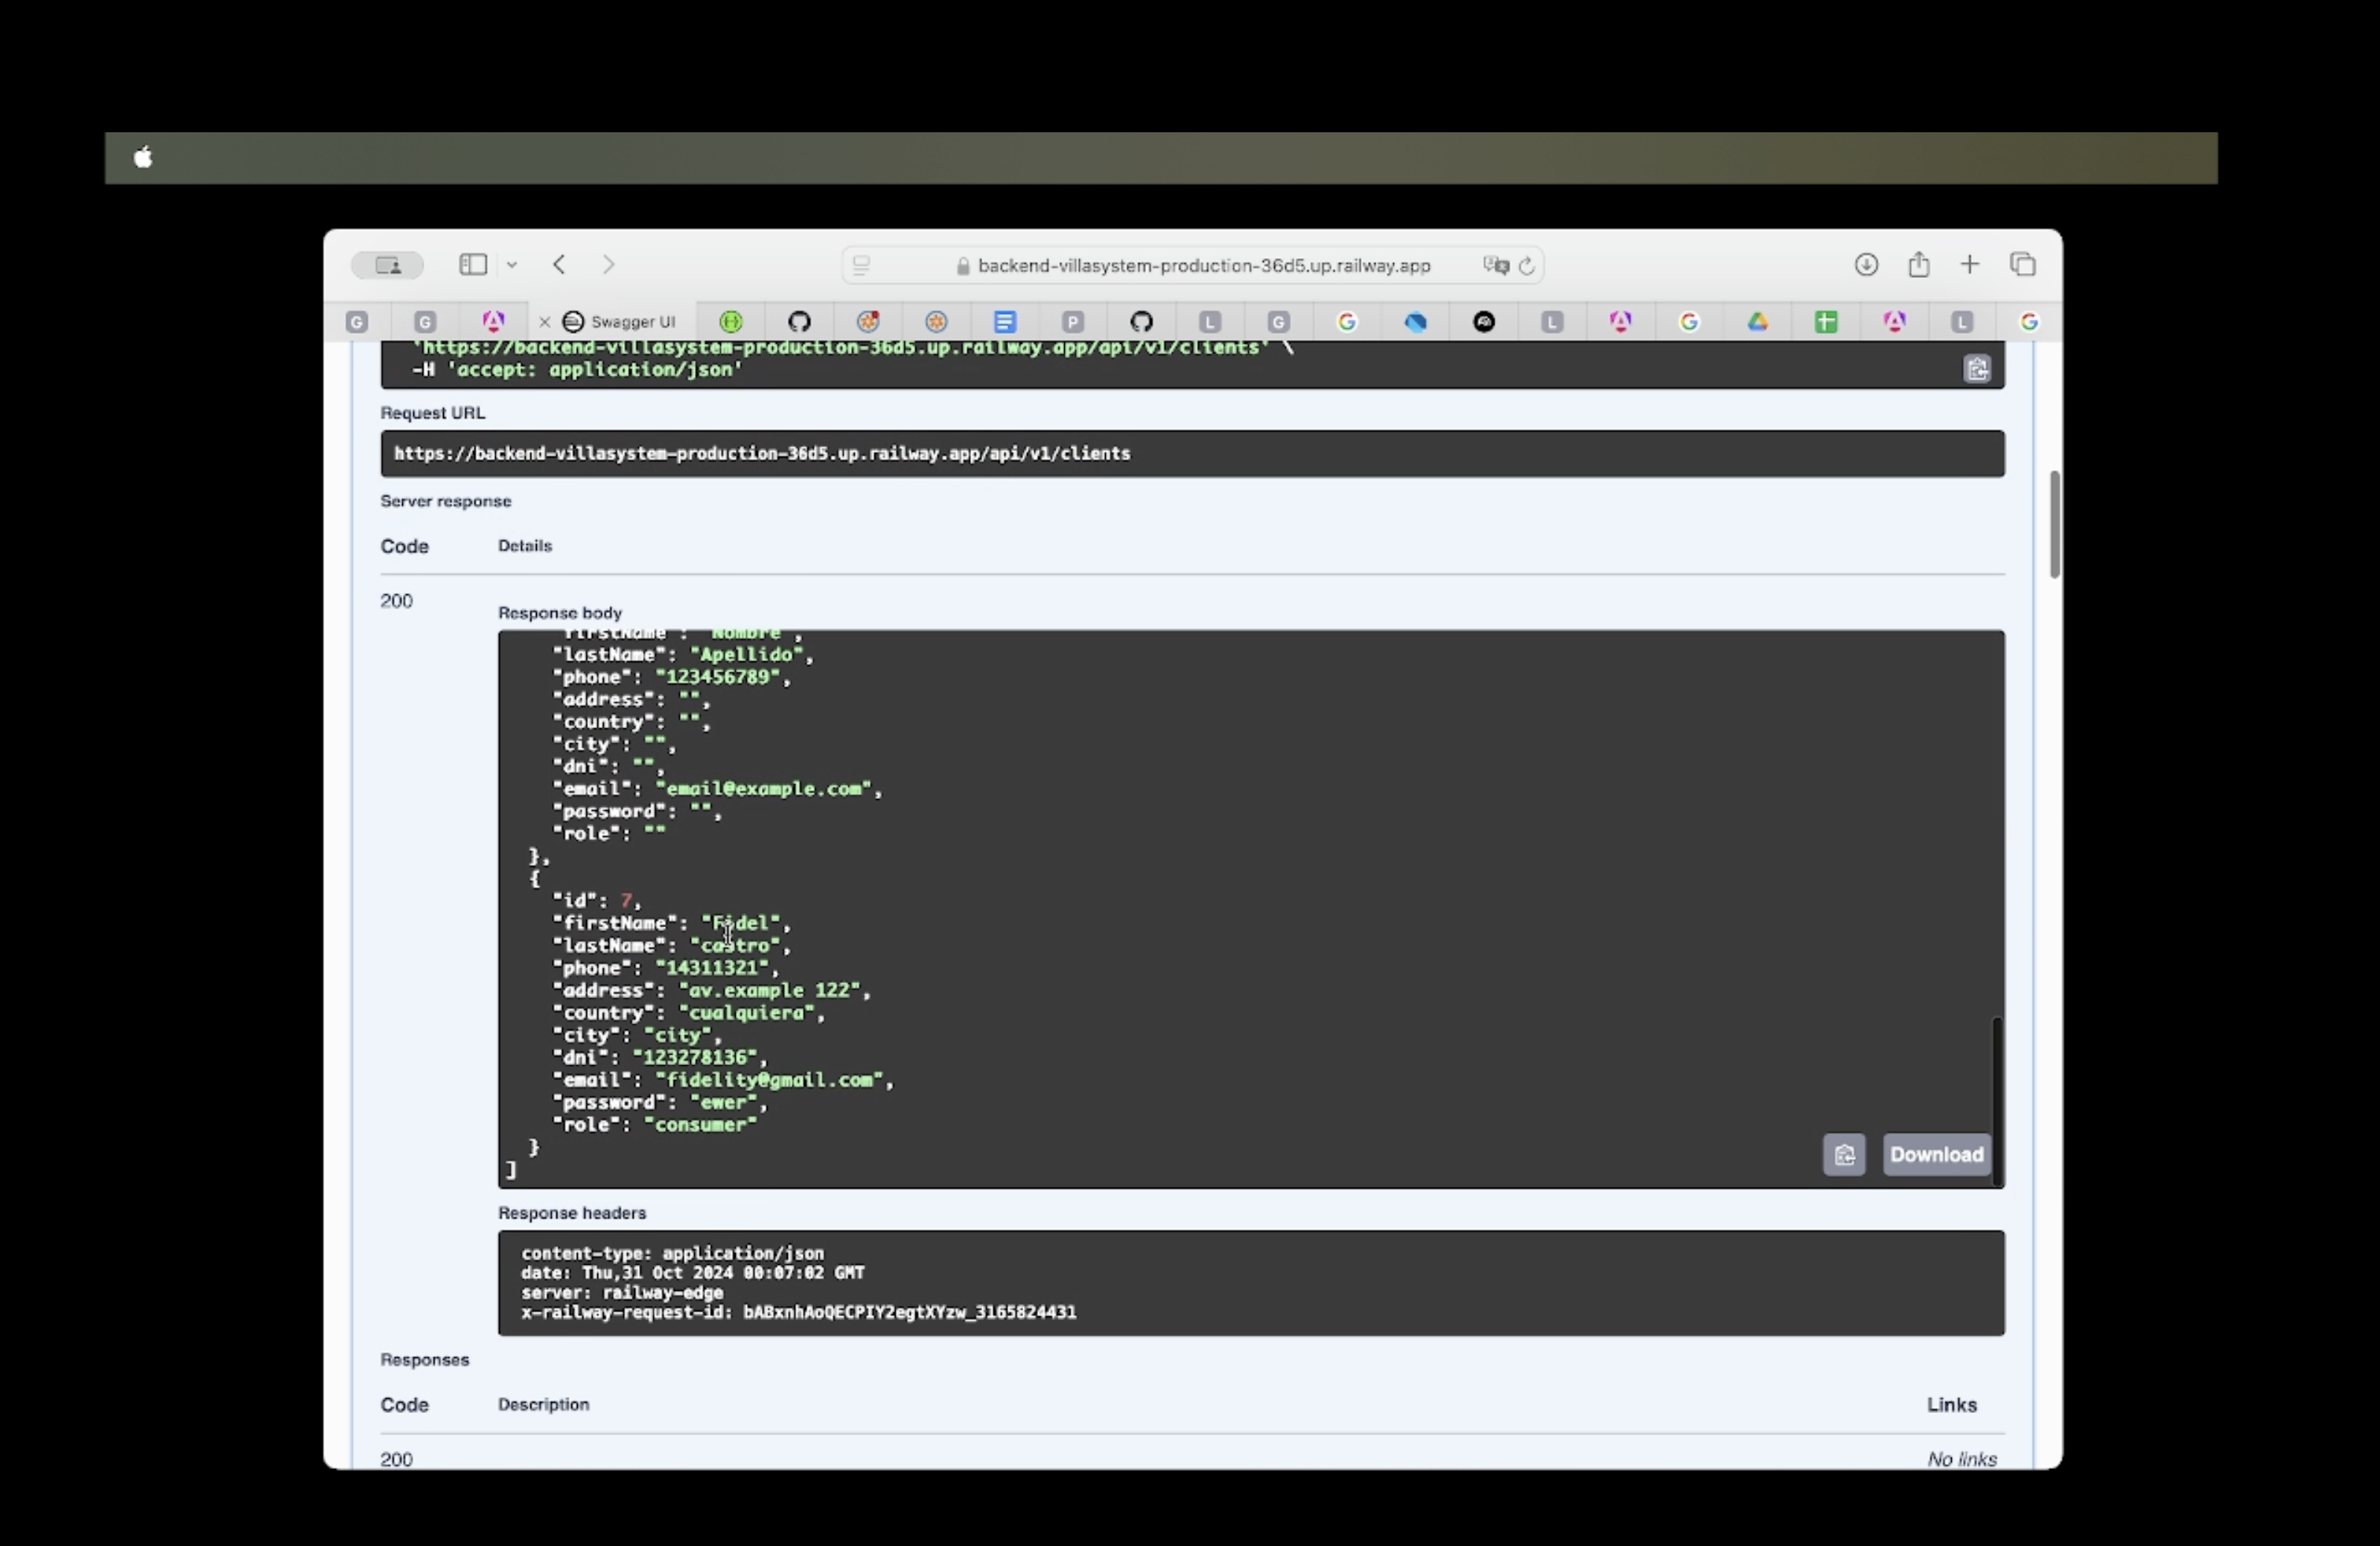 backend-villasystem-production-36d5.up.railway.app
G G Swagger UI P L G G L G L G
'https://backend-villasystem-production-36d5.up.railway.app/api/v1/clients' \
-H 'accept: application/json'
Request URL
https://backend-villasystem-production-36d5.up.railway.app/api/v1/clients
Server response
Code Details
200
Response body
"firstName": "Nombre",
"lastName": "Apellido",
"phone": "123456789",
"address": "",
"country": "",
"city": "",
"dni": "",
"email": "email@example.com",
"password": "",
"role": ""
},
{
"id": 7,
"firstName": "Fidel",
"lastName": "castro",
"phone": "14311321",
"address": "av.example 122",
"country": "cualquiera",
"city": "city",
"dni": "123278136",
"email": "fidelity@gmail.com",
"password": "ewer",
"role": "consumer"
}
]
Download
Response headers
content-type: application/json
date: Thu,31 Oct 2024 00:07:02 GMT
server: railway-edge
x-railway-request-id: bABxnhAoQECPIY2egtXYzw_3165824431
Responses
Code Description Links
200 No links